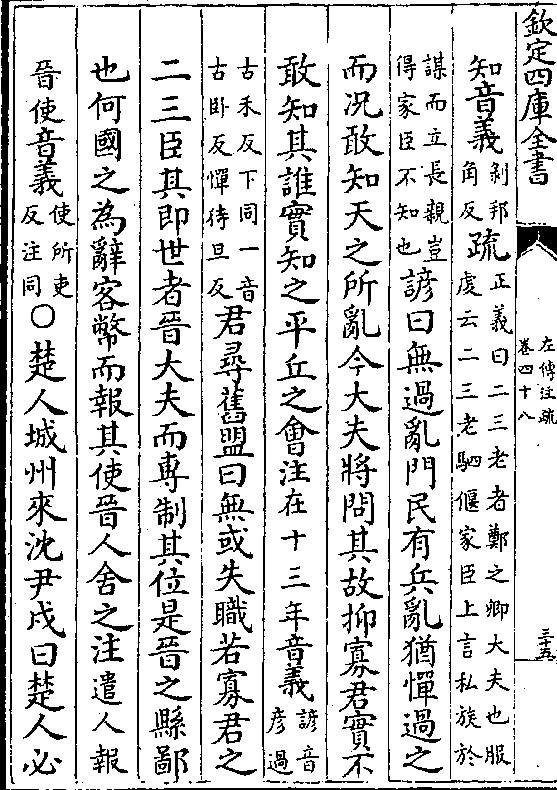 欽定四庫全書
左傳注疏
卷四十八
三十五
知音義剝邦角反疏正義曰二三老者鄭之卿大夫也服虔云二三老駟偃家臣上言私族於
謀而立長親豈得家臣不知也諺曰無過亂門民有兵亂猶憚過之
而况敢知天之所亂今大夫將問其故抑寡君實不
敢知其誰實知之平丘之會注在十三年音義諺音彦過
古禾反下同一音古卧反憚待旦反君尋舊盟曰無或失職若寡君之
二三臣其即世者晉大夫而專制其位是晉之縣鄙
也何國之為辭客幣而報其使晉人舍之注遣人報
晉使音義使所吏反注同○楚人城州來沈尹戌曰楚人必